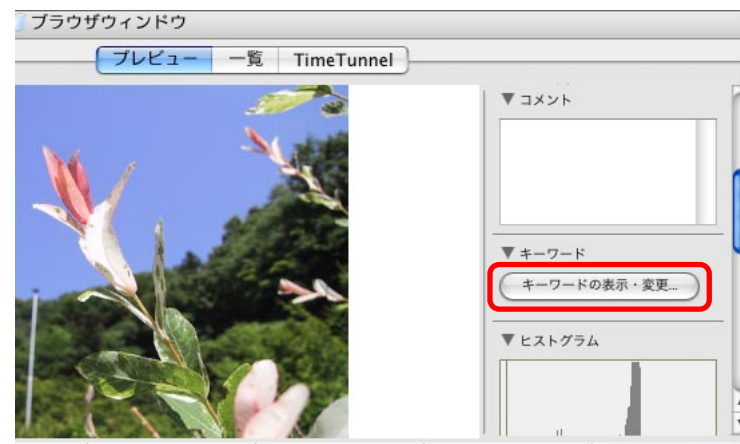 ブラウザウィンドウ
プレビュー 一覧 TimeTunnel
▼ コメント
▼ キーワード
キーワードの表示・変更...
▼ ヒストグラム